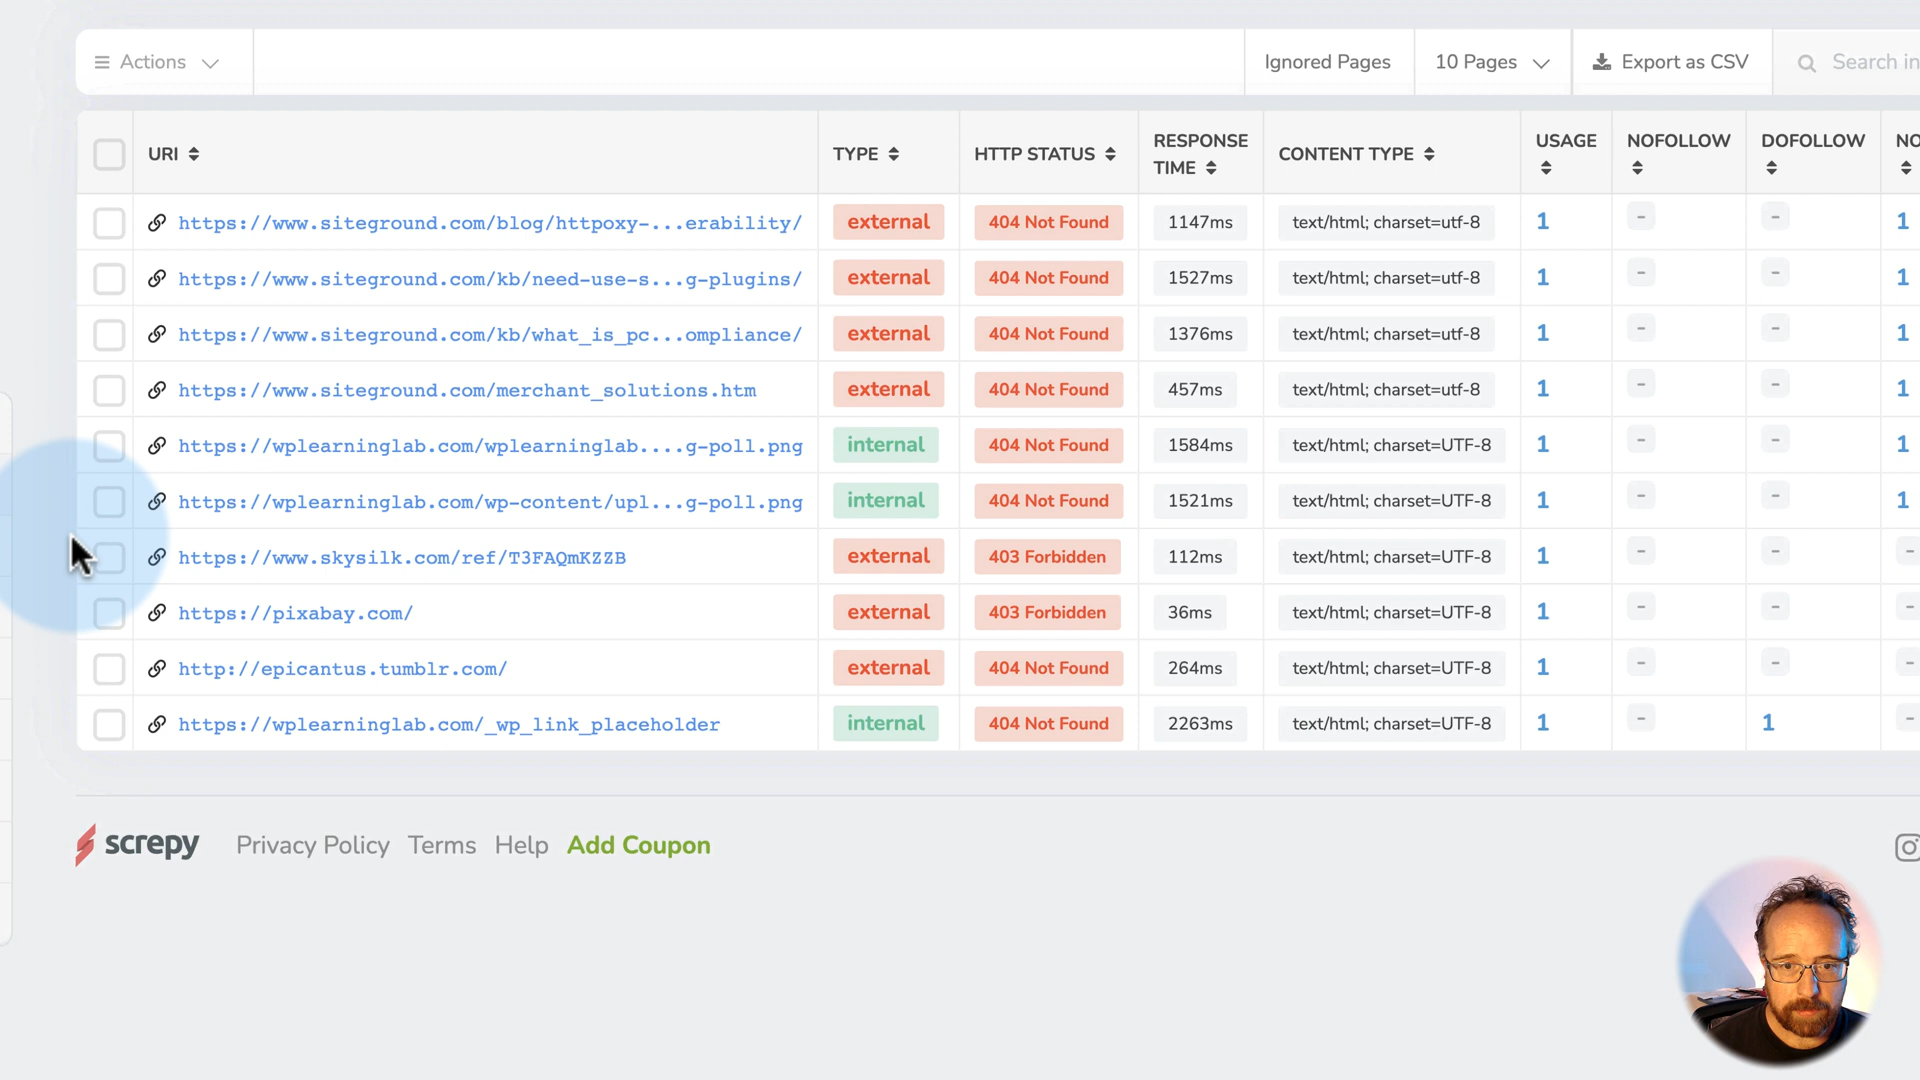 Actions
Ignored Pages
10 Pages
Export as CSV
Search in
URI
TYPE
HTTP STATUS
RESPONSE
TIME
CONTENT TYPE
USAGE
NOFOLLOW
DOFOLLOW
NO
https://www.siteground.com/blog/httpoxy-...erability/ external 404 Not Found 1147ms text/html; charset=utf-8 1 - - 1
https://www.siteground.com/kb/need-use-s...g-plugins/ external 404 Not Found 1527ms text/html; charset=utf-8 1 - - 1
https://www.siteground.com/kb/what_is_pc...ompliance/ external 404 Not Found 1376ms text/html; charset=utf-8 1 - - 1
https://www.siteground.com/merchant_solutions.htm external 404 Not Found 457ms text/html; charset=utf-8 1 - - 1
https://wplearninglab.com/wplearninglab....g-poll.png internal 404 Not Found 1584ms text/html; charset=UTF-8 1 - - 1
https://wplearninglab.com/wp-content/upl...g-poll.png internal 404 Not Found 1521ms text/html; charset=UTF-8 1 - - 1
https://www.skysilk.com/ref/T3FAQmKZZB external 403 Forbidden 112ms text/html; charset=UTF-8 1 - - -
https://pixabay.com/ external 403 Forbidden 36ms text/html; charset=UTF-8 1 - - -
http://epicantus.tumblr.com/ external 404 Not Found 264ms text/html; charset=UTF-8 1 - - -
https://wplearninglab.com/_wp_link_placeholder internal 404 Not Found 2263ms text/html; charset=UTF-8 1 - 1 -
screpy Privacy Policy Terms Help Add Coupon